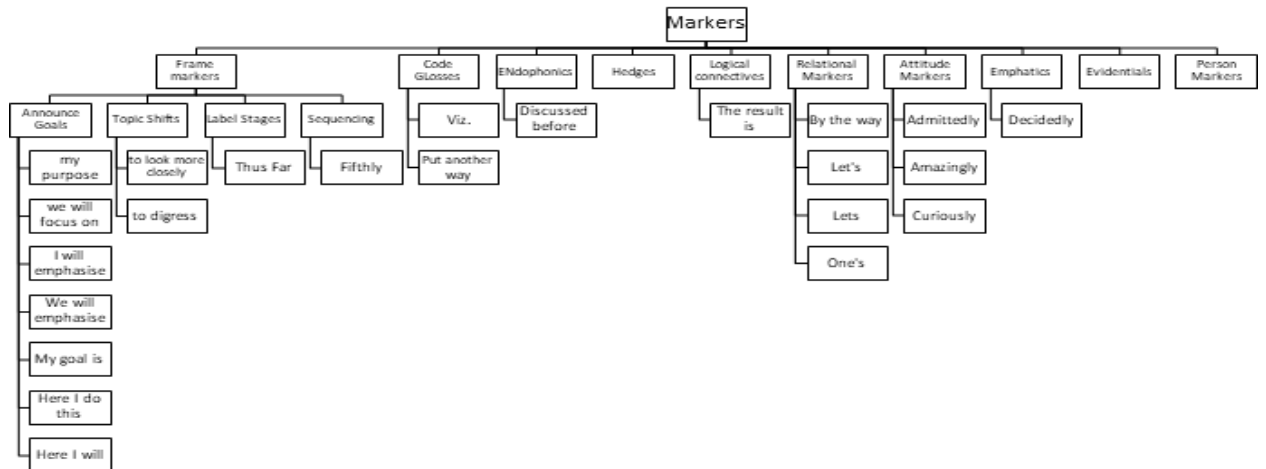 Markers
Frame
markers
Code
GLosses
ENdophonics
Hedges
Logical
connectives
Relational
Markers
Attitude
Markers
Emphatics
Evidentials
Person
Markers
Announce
Goals
Topic Shifts
Label Stages
Sequencing
Viz.
Discussed
before
The result
is
By the way
Admittedly
Decidedly
my
purpose
to look more
closely
Thus Far
Fifthly
Put another
way
Let's
Amazingly
we will
focus on
to digress
Lets
Curiously
I will
emphasise
One's
We will
emphasise
My goal is
Here I do
this
Here I will